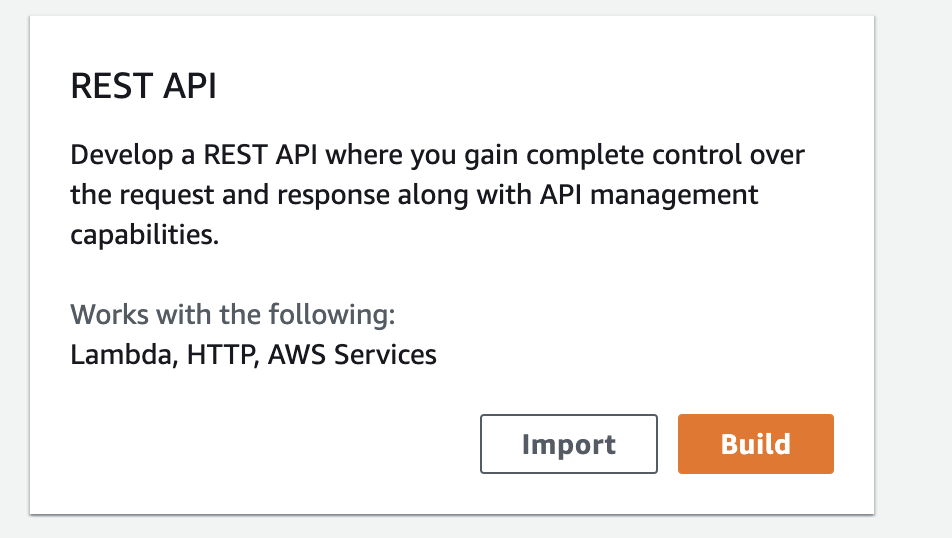 REST API
Develop a REST API where you gain complete control over
the request and response along with API management
capabilities.
Works with the following:
Lambda, HTTP, AWS Services
Import
Build